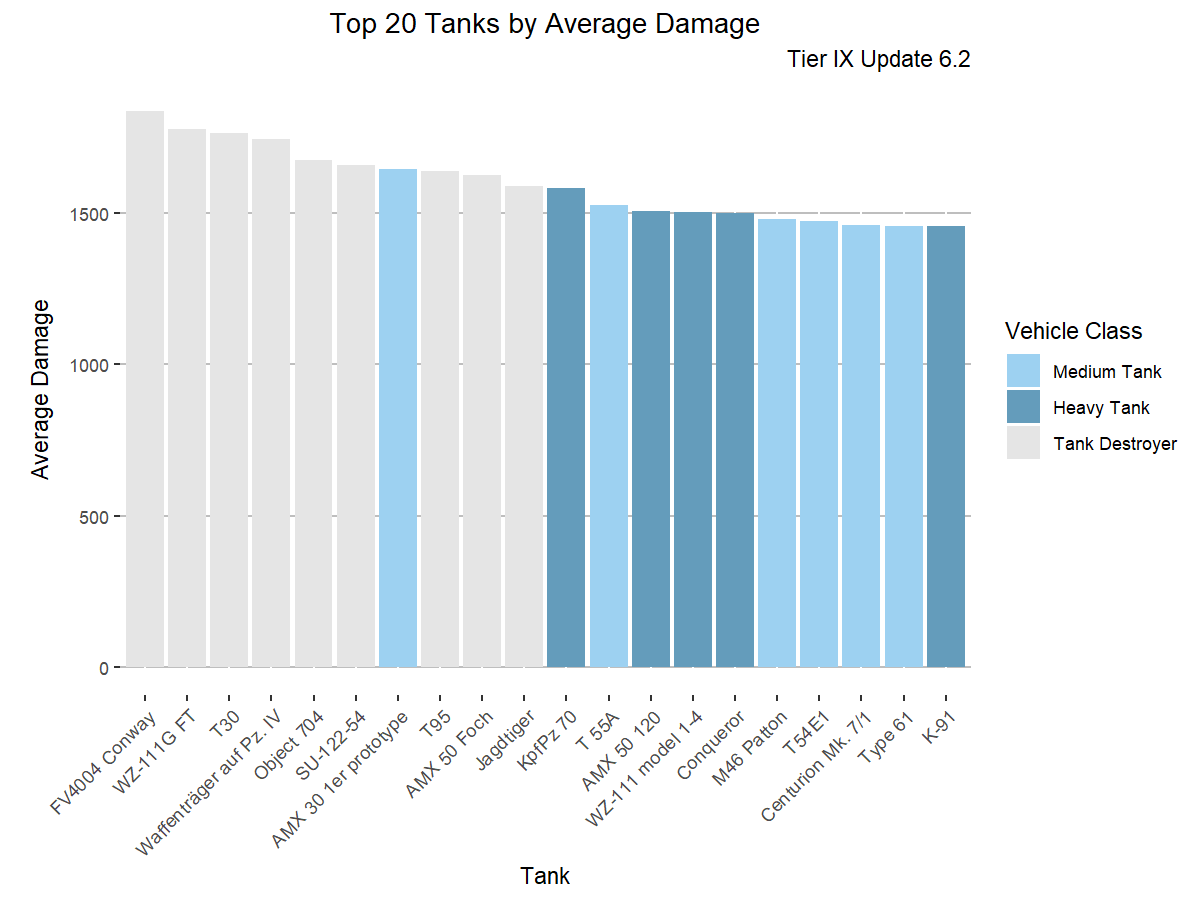 Top 20 Tanks by Average Damage
Tier IX Update 6.2
Average Damage
1500
1000
500
0
FV4004 Conway
WZ-111G FT
T30
Waffenträger auf Pz. IV
Object 704
SU-122-54
AMX 30 1er prototype
T95
AMX 50 Foch
Jagdtiger
KpfPz 70
T 55A
AMX 50 120
WZ-111 model 1-4
Conqueror
M46 Patton
T54E1
Centurion Mk. 7/1
Type 61
K-91
Tank
Vehicle Class
Medium Tank
Heavy Tank
Tank Destroyer